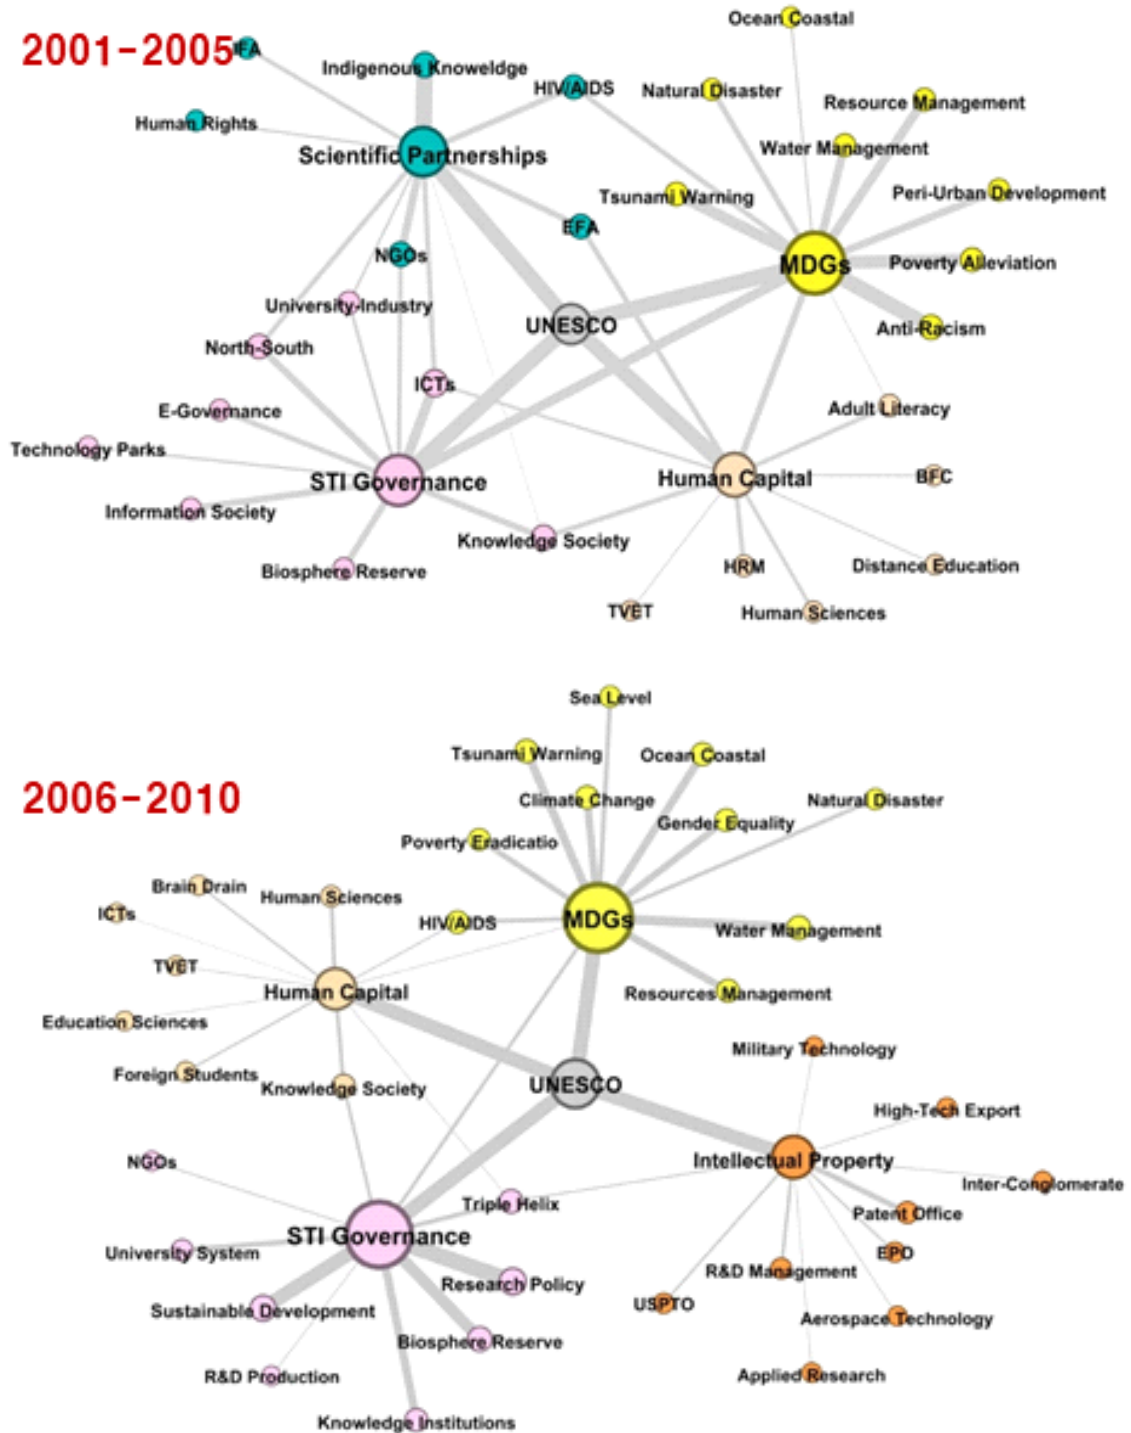 2001-2005
IFA
Ocean Coastal
Indigenous Knoweldge
HIV/AIDS
Natural Disaster
Resource Management
Human Rights
Scientific Partnerships
Water Management
Tsunami Warning
Peri-Urban Development
EFA
NGOs
MDGs
Poverty Alleviation
University-Industry
UNESCO
Anti-Racism
North-South
ICTs
E-Governance
Adult Literacy
Technology Parks
STI Governance
Human Capital
BFC
Information Society
Knowledge Society
Biosphere Reserve
HRM
Distance Education
TVET
Human Sciences
2006-2010
Sea Level
Tsunami Warning
Ocean Coastal
Climate Change
Natural Disaster
Gender Equality
Poverty Eradicatio
Brain Drain
Human Sciences
ICTs
HIV/AIDS
MDGs
Water Management
TVET
Human Capital
Resources Management
Education Sciences
Military Technology
Foreign Students
Knowledge Society
UNESCO
High-Tech Export
NGOs
Intellectual Property
Inter-Conglomerate
Triple Helix
Patent Office
STI Governance
University System
EPO
R&D Management
Research Policy
Sustainable Development
USPTO
Aerospace Technology
Biosphere Reserve
R&D Production
Applied Research
Knowledge Institutions